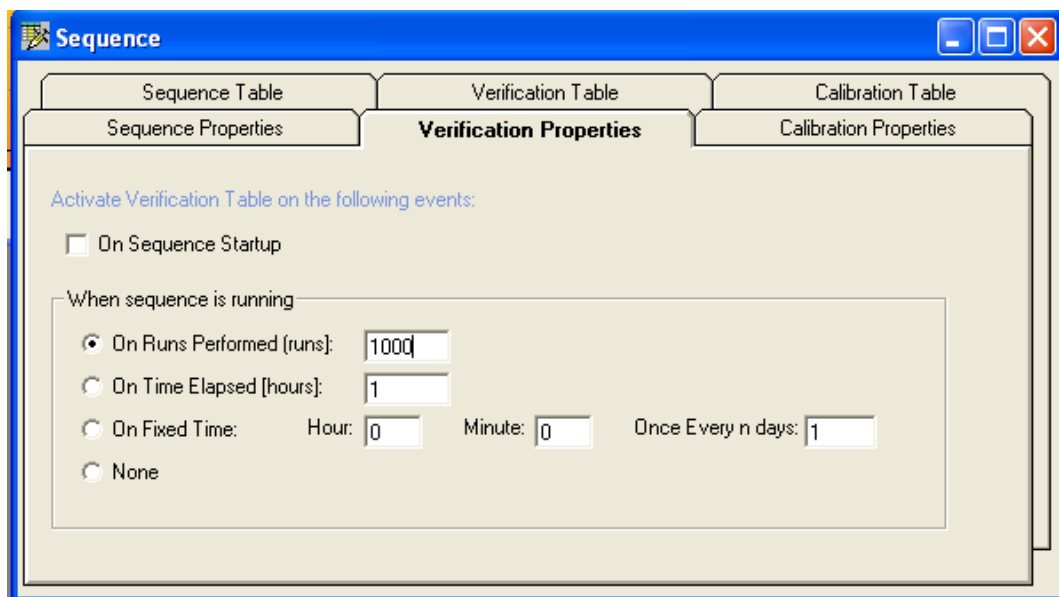 Sequence
Sequence Table Verification Table Calibration Table
Sequence Properties Verification Properties Calibration Properties
Activate Verification Table on the following events:
On Sequence Startup
When sequence is running
On Runs Performed [runs]: 1000
On Time Elapsed [hours]: 1
On Fixed Time: Hour: 0 Minute: 0 Once Every n days: 1
None